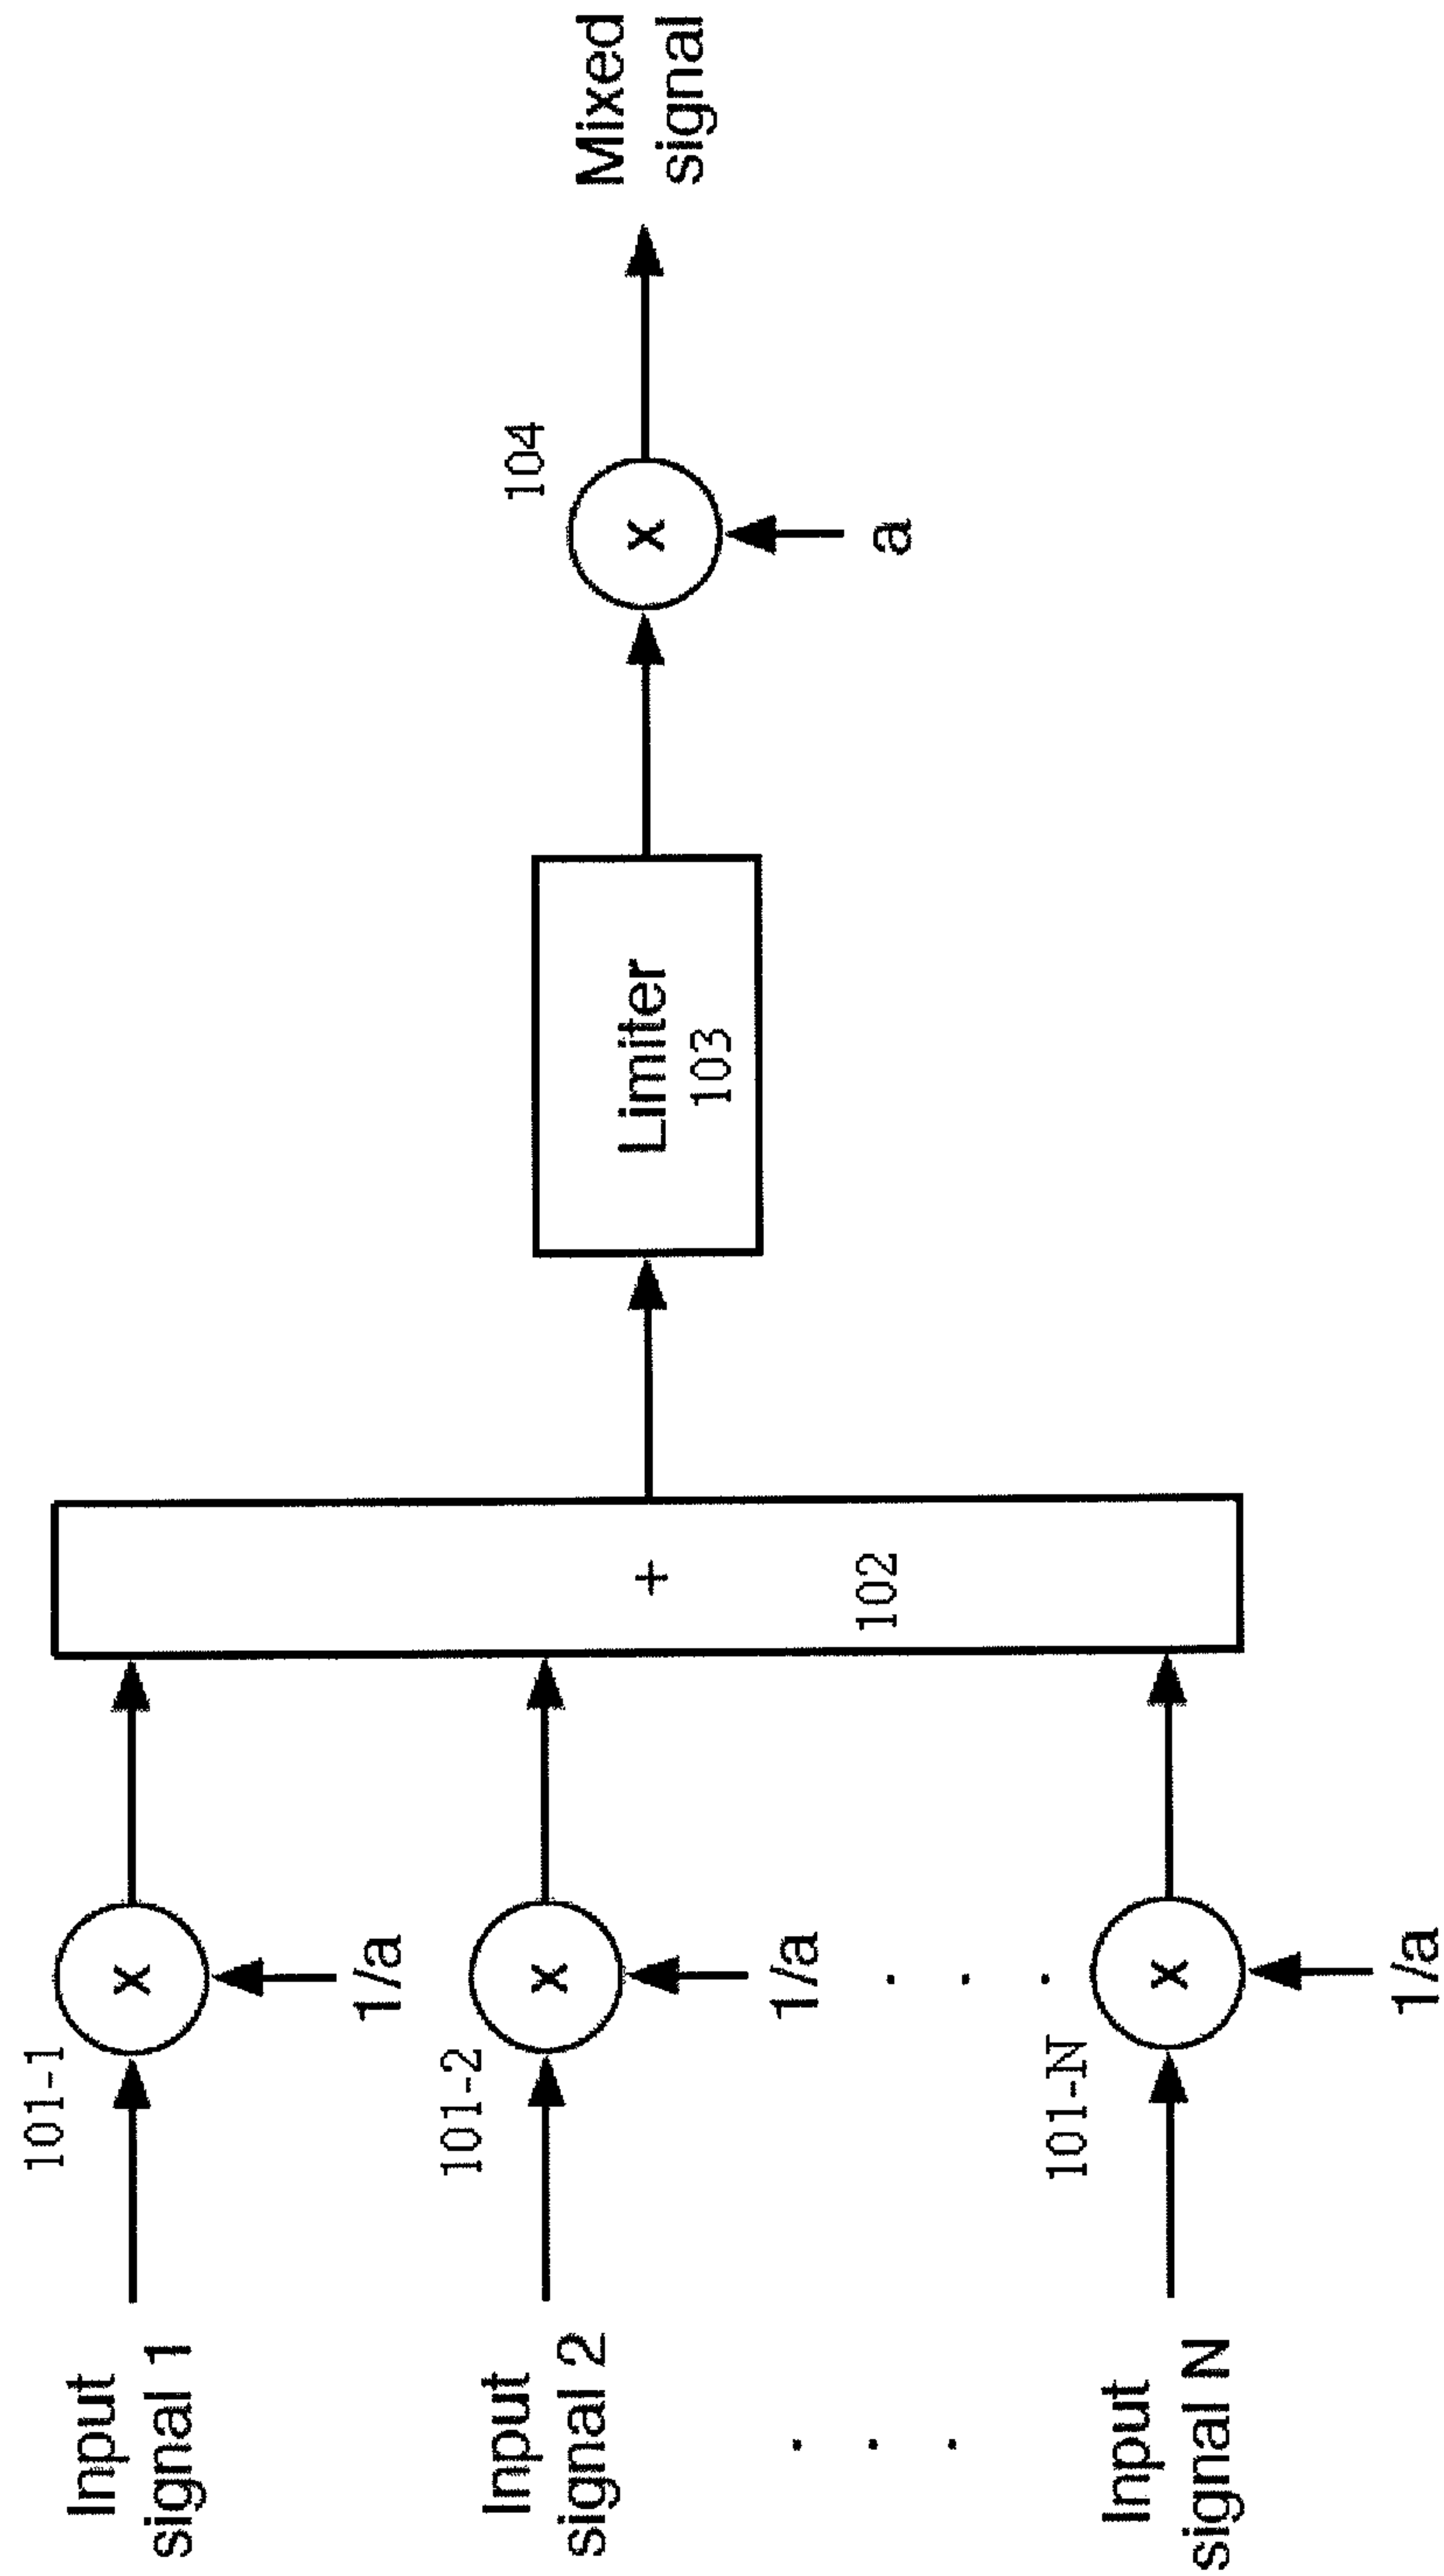 Input
signal 1
101-1
x
1/a
Input
signal 2
101-2
x
1/a
. . .
. . .
Input
signal N
101-N
x
1/a
+
102
Limiter
103
104
x
a
Mixed
signal